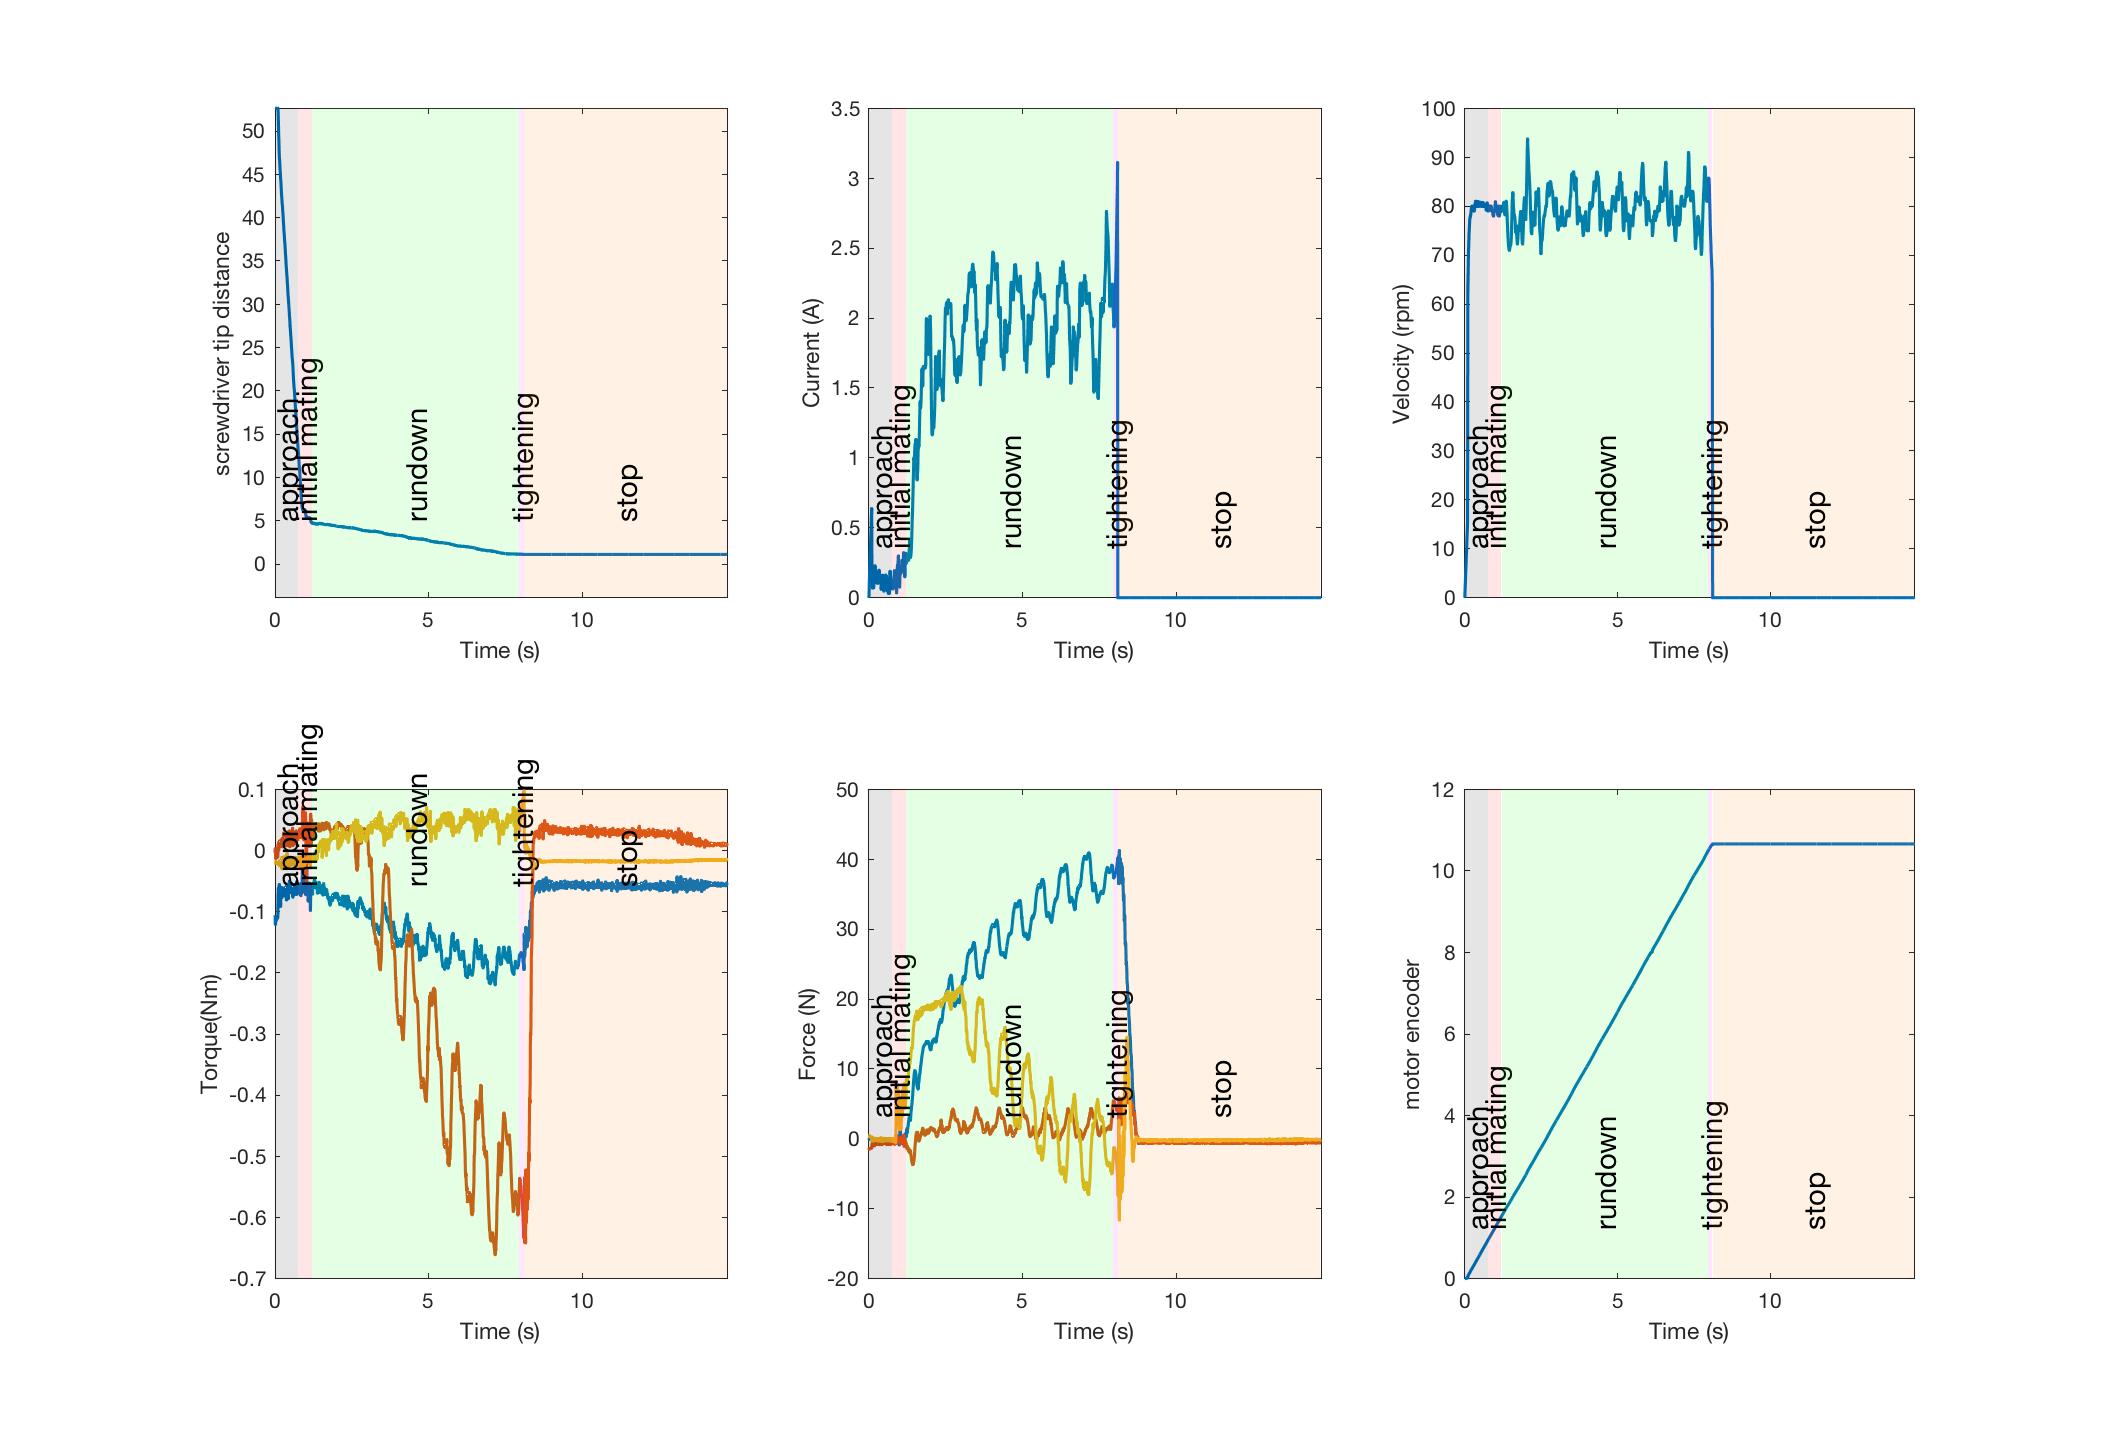 50
45
40
35
30
25
20
15
10
5
0
screwdriver tip distance
approach
initial mating
rundown
tightening
stop
0
5
10
Time (s)
3.5
3
2.5
2
1.5
1
0.5
0
Current (A)
approach
initial mating
rundown
tightening
stop
0
5
10
Time (s)
100
90
80
70
60
50
40
30
20
10
0
Velocity (rpm)
approach
initial mating
rundown
tightening
stop
0
5
10
Time (s)
0.1
0
-0.1
-0.2
-0.3
-0.4
-0.5
-0.6
-0.7
Torque(Nm)
approach
initial mating
rundown
tightening
stop
0
5
10
Time (s)
50
40
30
20
10
0
-10
-20
Force (N)
approach
initial mating
rundown
tightening
stop
0
5
10
Time (s)
12
10
8
6
4
2
0
motor encoder
approach
initial mating
rundown
tightening
stop
0
5
10
Time (s)